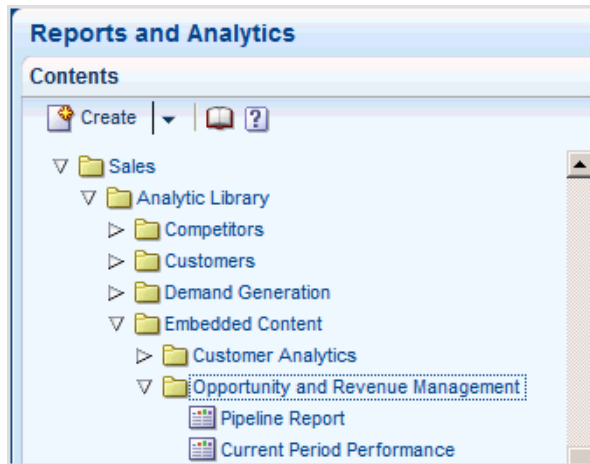 Reports and Analytics
Contents
Create
Sales
Analytic Library
Competitors
Customers
Demand Generation
Embedded Content
Customer Analytics
Opportunity and Revenue Management
Pipeline Report
Current Period Performance